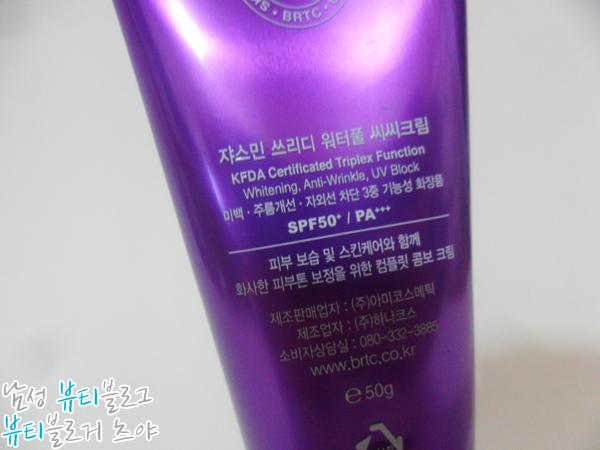 · BRTC ·
쟈스민 쓰리디 워터풀 씨씨크림
KFDA Certificated Triplex Function
Whitening, Anti-Wrinkle, UV Block
미백 · 주름개선 · 자외선 차단 3중 기능성 화장품
SPF50+ / PA+++
피부 보습 및 스킨케어와 함께
화사한 피부톤 보정을 위한 컴플릿 콤보 크림
제조판매업자 : (주)아미코스메틱
제조업자 : (주)하나코스
소비자상담실 : 080-332-3885
www.brtc.co.kr
℮50g
남성 뷰티블로그
뷰티블로거 츠야